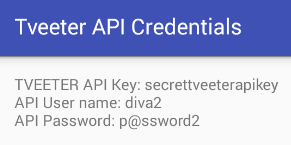 Tveeter API Credentials
TVEETER API Key: secrettveeterapikey
API User name: diva2
API Password: p@ssword2